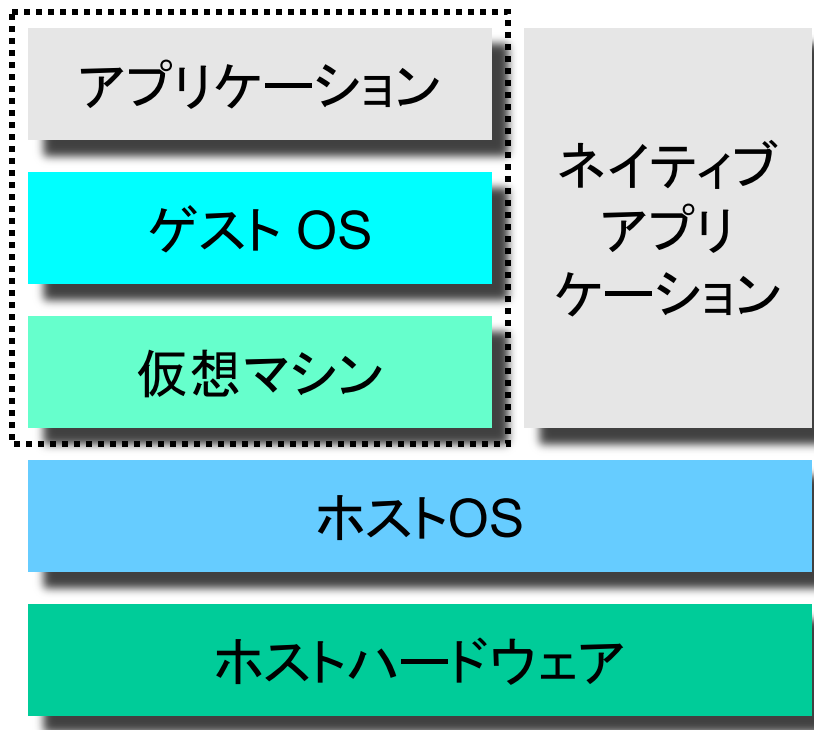 アプリケーション
ゲスト OS
仮想マシン
ネイティブ
アプリ
ケーション
ホストOS
ホストハードウェア